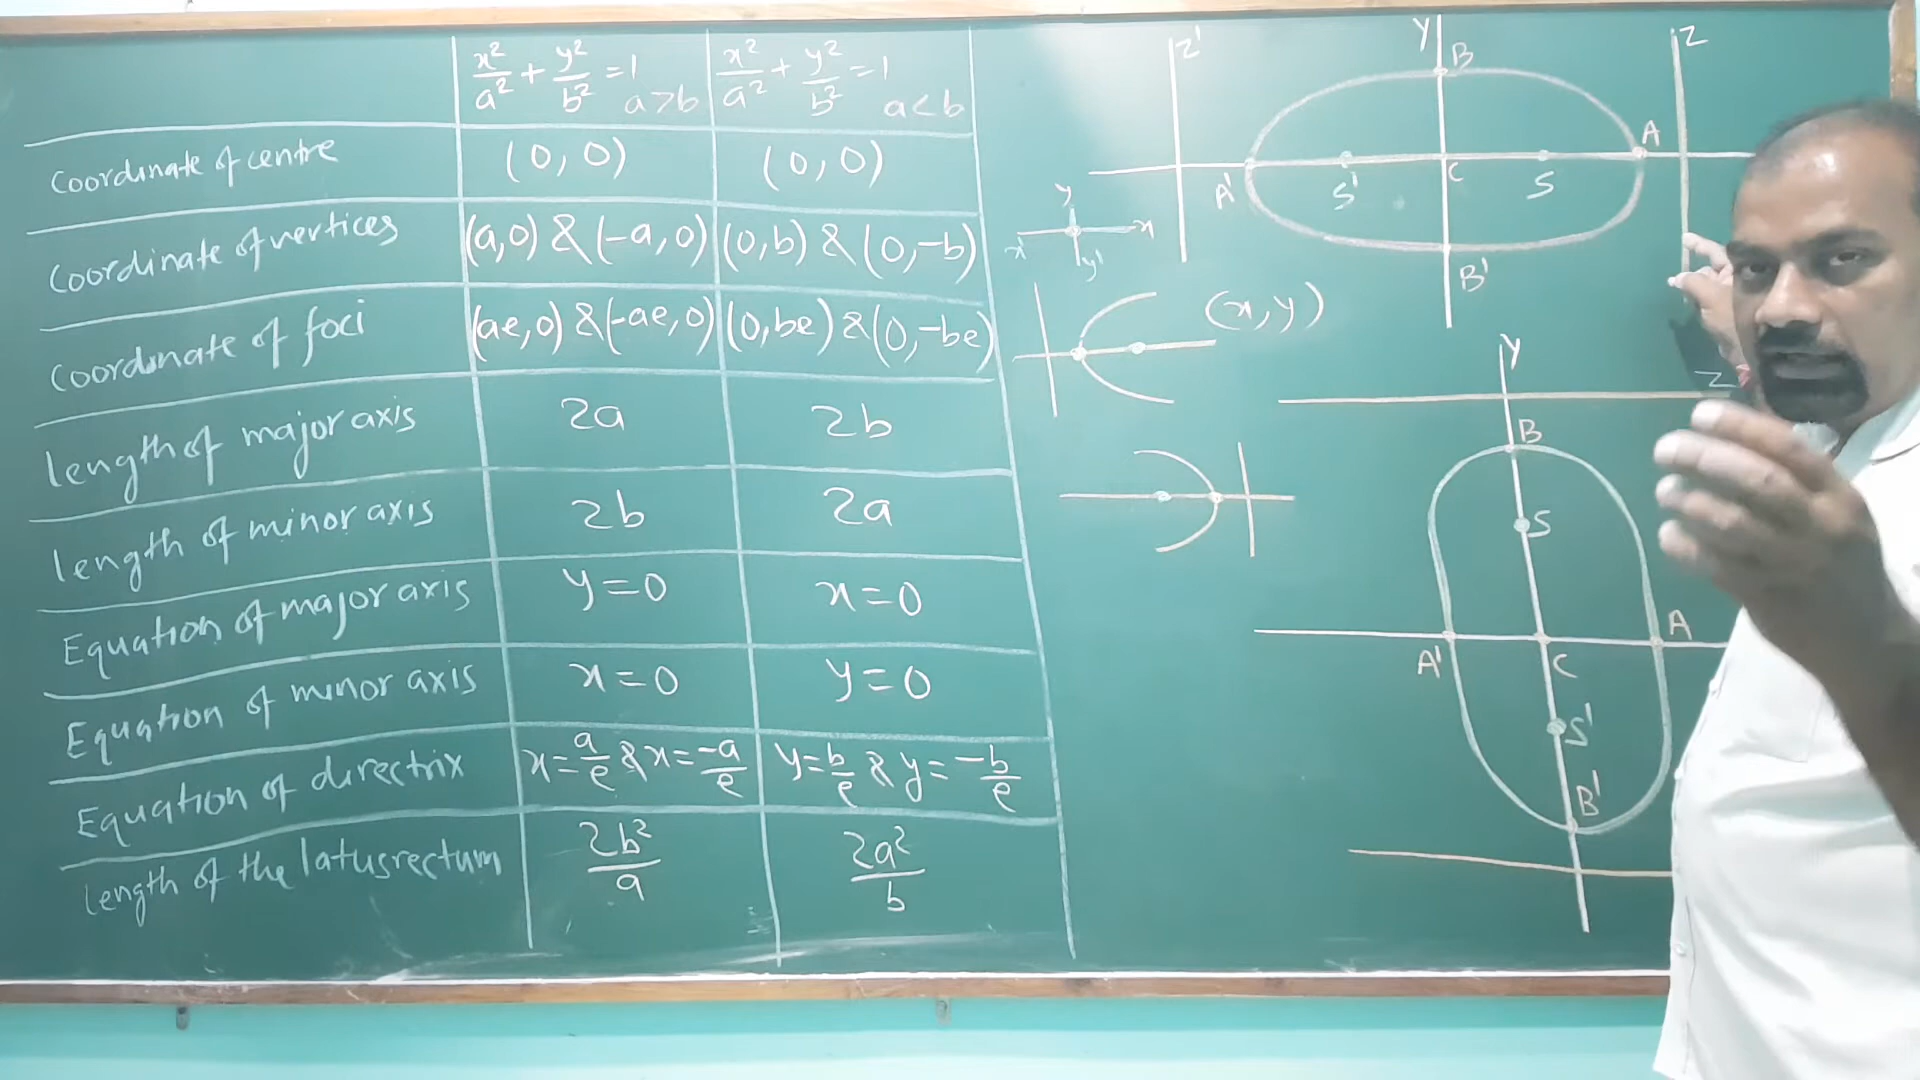 x²/a² + y²/b² = 1 a>b x²/a² + y²/b² = 1 a<b
Coordinate of centre (0, 0) (0, 0)
Coordinate of vertices (a,0) & (-a, 0) (0, b) & (0, -b)
Coordinate of foci (ae, 0) & (-ae, 0) (0, be) & (0, -be)
length of major axis 2a 2b
length of minor axis 2b 2a
Equation of major axis y=0 x=0
Equation of minor axis x=0 y=0
Equation of directrix x=a/e & x=-a/e y=b/e & y=-b/e
length of the latusrectum 2b²/a 2a²/b
Z' Y B Z
A' S' C S A
B'
y
x' x
y'
(x, y)
Y Z
B
S
A' C A
S'
B'